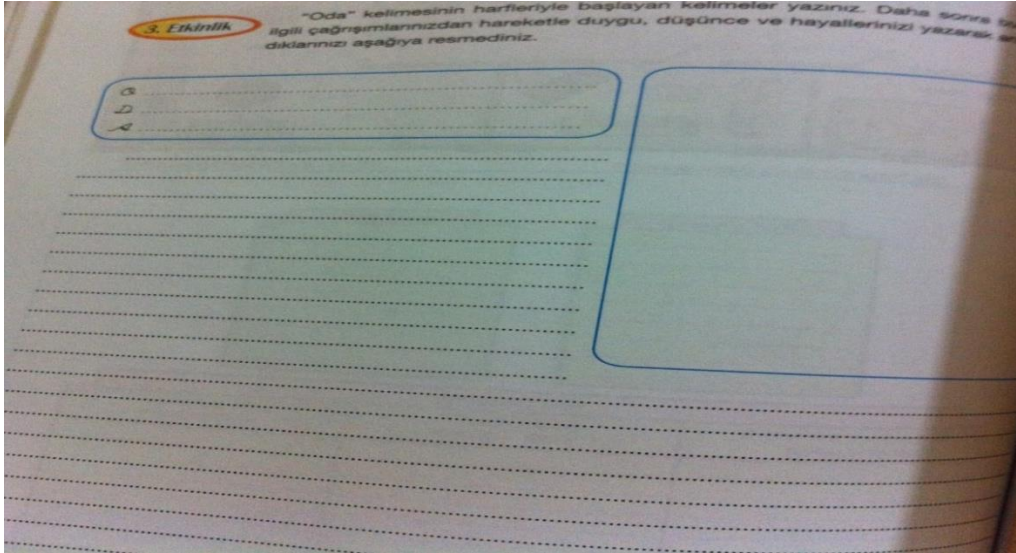 3. Etkinlik
"Oda" kelimesinin harfleriyle başlayan kelimeler yazınız. Daha sonra
ilgili çağrışımlarınızdan hareketle duygu, düşünce ve hayallerinizi yazarak
dıklarınızı aşağıya resmediniz.
O
D
A